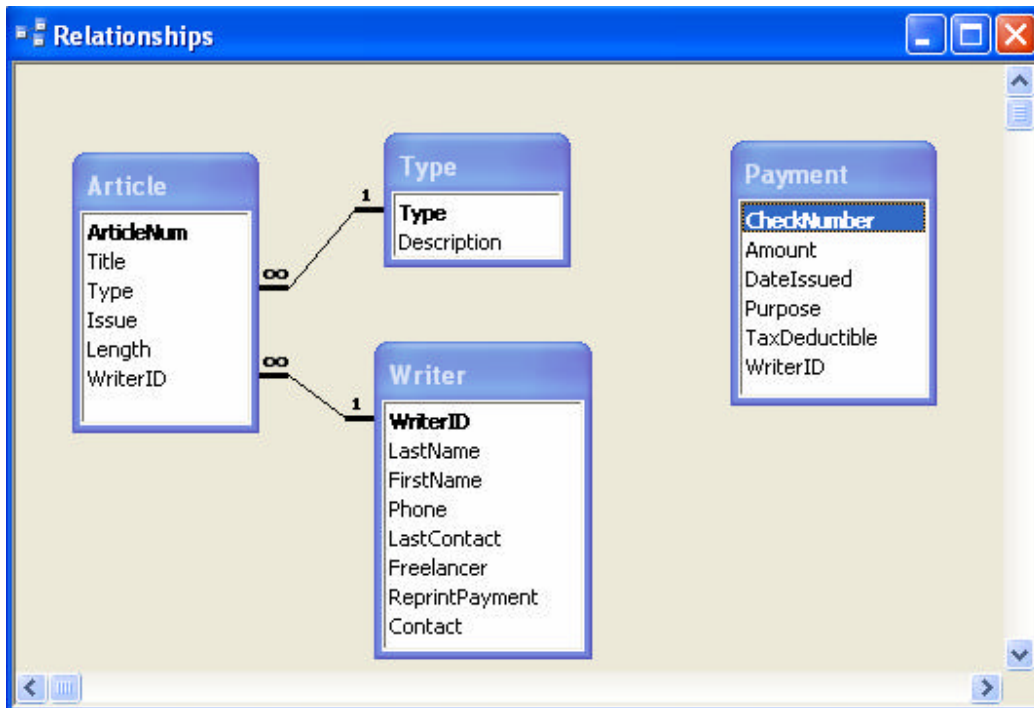 Relationships
Article
ArticleNum
Title
Type
Issue
Length
WriterID
∞
∞
1
Type
Type
Description
1
Writer
WriterID
LastName
FirstName
Phone
LastContact
Freelancer
ReprintPayment
Contact
Payment
CheckNumber
Amount
DateIssued
Purpose
TaxDeductible
WriterID